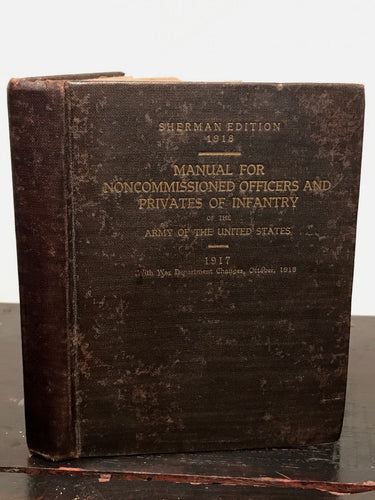 SHERMAN EDITION
1918
MANUAL FOR
NONCOMMISSIONED OFFICERS AND
PRIVATES OF INFANTRY
OF THE
ARMY OF THE UNITED STATES
1917
With War Department Changes, October, 1918